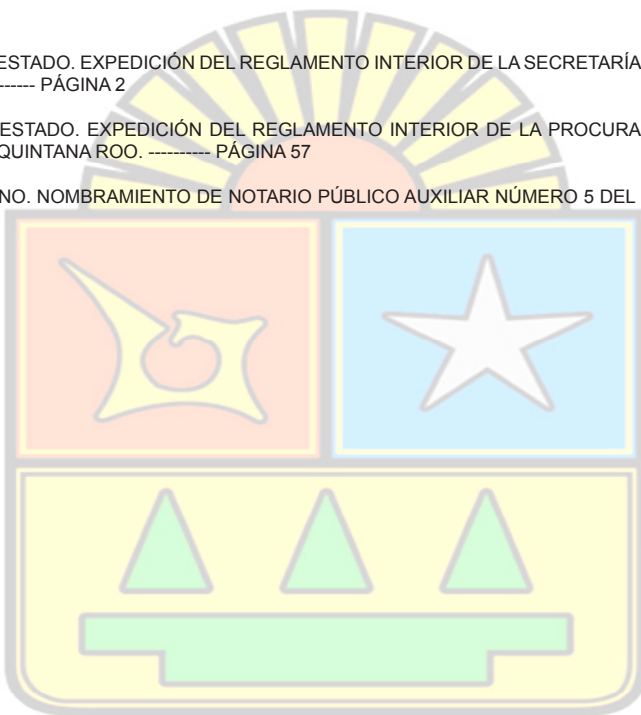 ESTADO. EXPEDICIÓN DEL REGLAMENTO INTERIOR DE LA SECRETARÍA
------ PÁGINA 2
ESTADO. EXPEDICIÓN DEL REGLAMENTO INTERIOR DE LA PROCURA
QUINTANA ROO. ---------- PÁGINA 57
NO. NOMBRAMIENTO DE NOTARIO PÚBLICO AUXILIAR NÚMERO 5 DEL